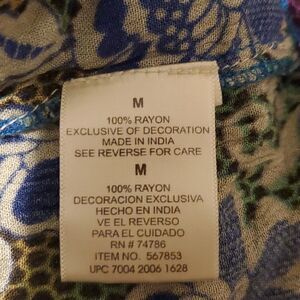 M
100% RAYON
EXCLUSIVE OF DECORATION
MADE IN INDIA
SEE REVERSE FOR CARE
M
100% RAYON
DECORACION EXCLUSIVA
HECHO EN INDIA
VE EL REVERSO
PARA EL CUIDADO
RN # 74786
ITEM NO. 567853
UPC 7004 2006 1628